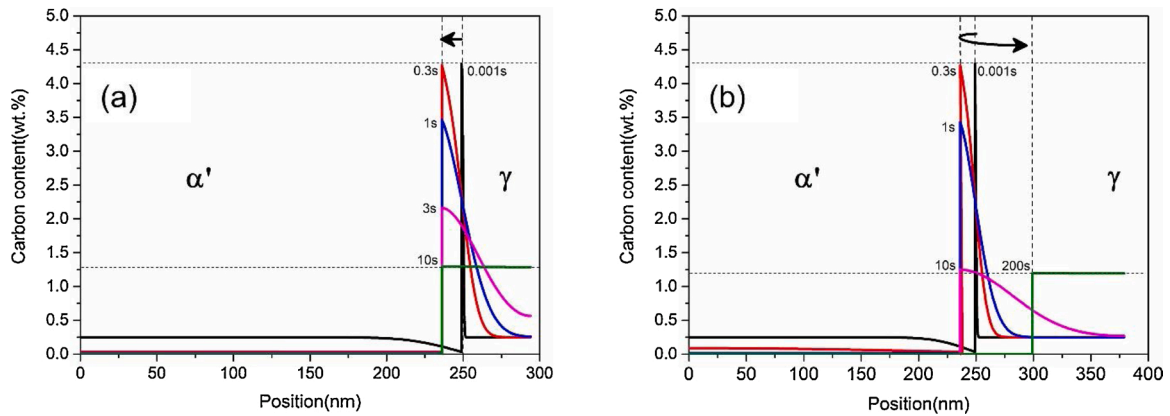 (a)
Carbon content(wt.%)
5.0
4.5
4.0
3.5
3.0
2.5
2.0
1.5
1.0
0.5
0.0
0.3s
0.001s
1s
3s
10s
α'
γ
0 50 100 150 200 250 300
Position(nm)
(b)
Carbon content(wt.%)
5.0
4.5
4.0
3.5
3.0
2.5
2.0
1.5
1.0
0.5
0.0
0.3s
0.001s
1s
10s
200s
α'
γ
0 50 100 150 200 250 300 350 400
Position(nm)